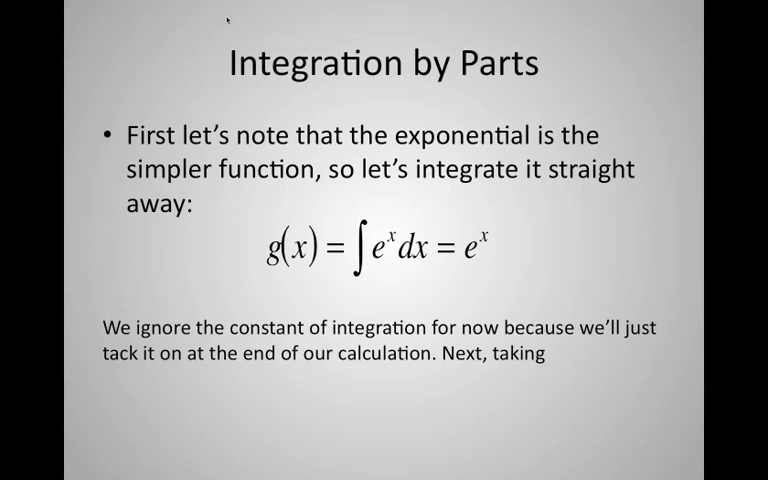 Integration by Parts
• First let's note that the exponential is the
simpler function, so let's integrate it straight
away:
g(x) = ∫ eˣ dx = eˣ
We ignore the constant of integration for now because we'll just
tack it on at the end of our calculation. Next, taking